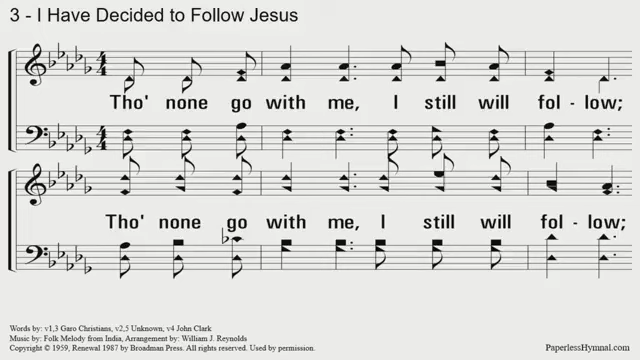 3 - I Have Decided to Follow Jesus
Tho' none go with me, I still will fol - low;
Tho' none go with me, I still will fol - low;
Words by: v1,3 Garo Christians, v2,5 Unknown, v4 John Clark
Music by: Folk Melody from India, Arrangement by: William J. Reynolds
Copyright © 1959, Renewal 1987 by Broadman Press. All rights reserved. Used by permission.
PaperlessHymnal.com